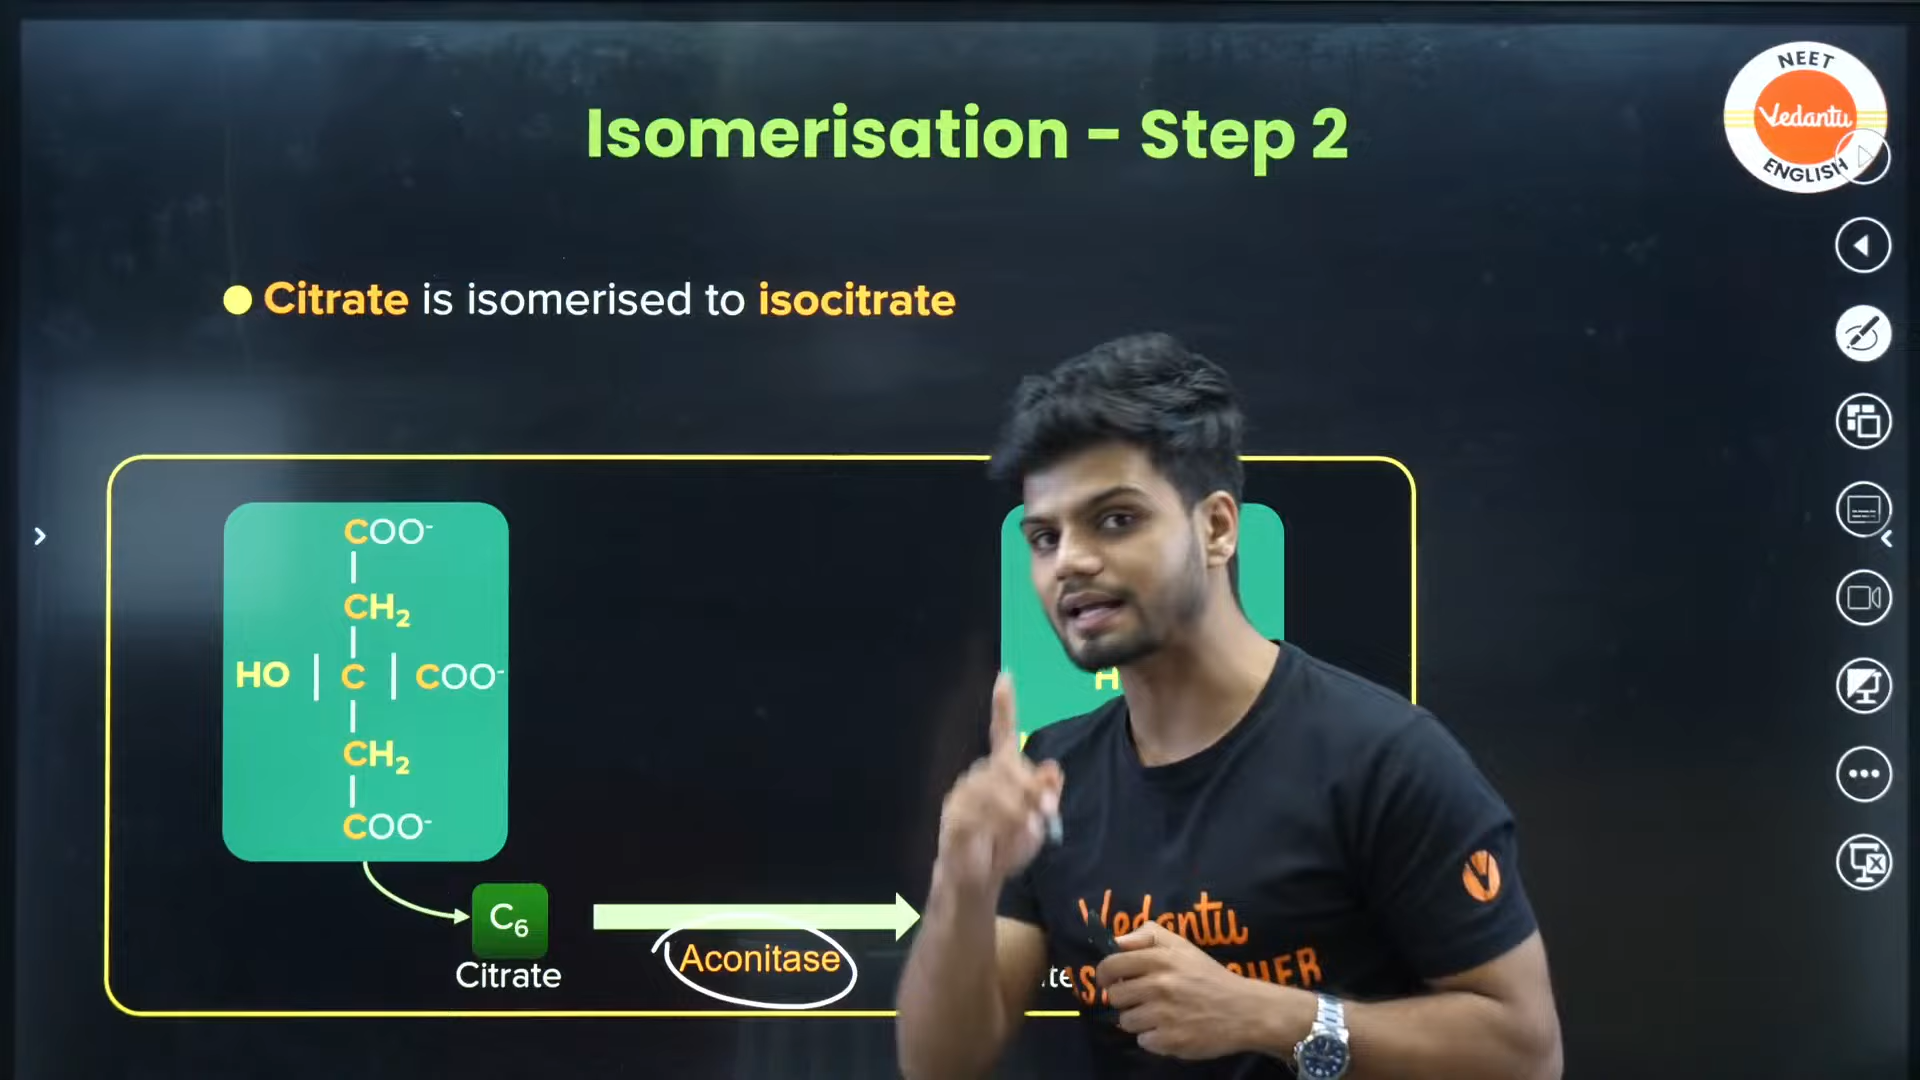 NEET
Vedantu
ENGLISH
Isomerisation - Step 2
Citrate is isomerised to isocitrate
COO-
CH2
HO | C | COO-
CH2
COO-
H
C6
Citrate
Aconitase
Vedantu